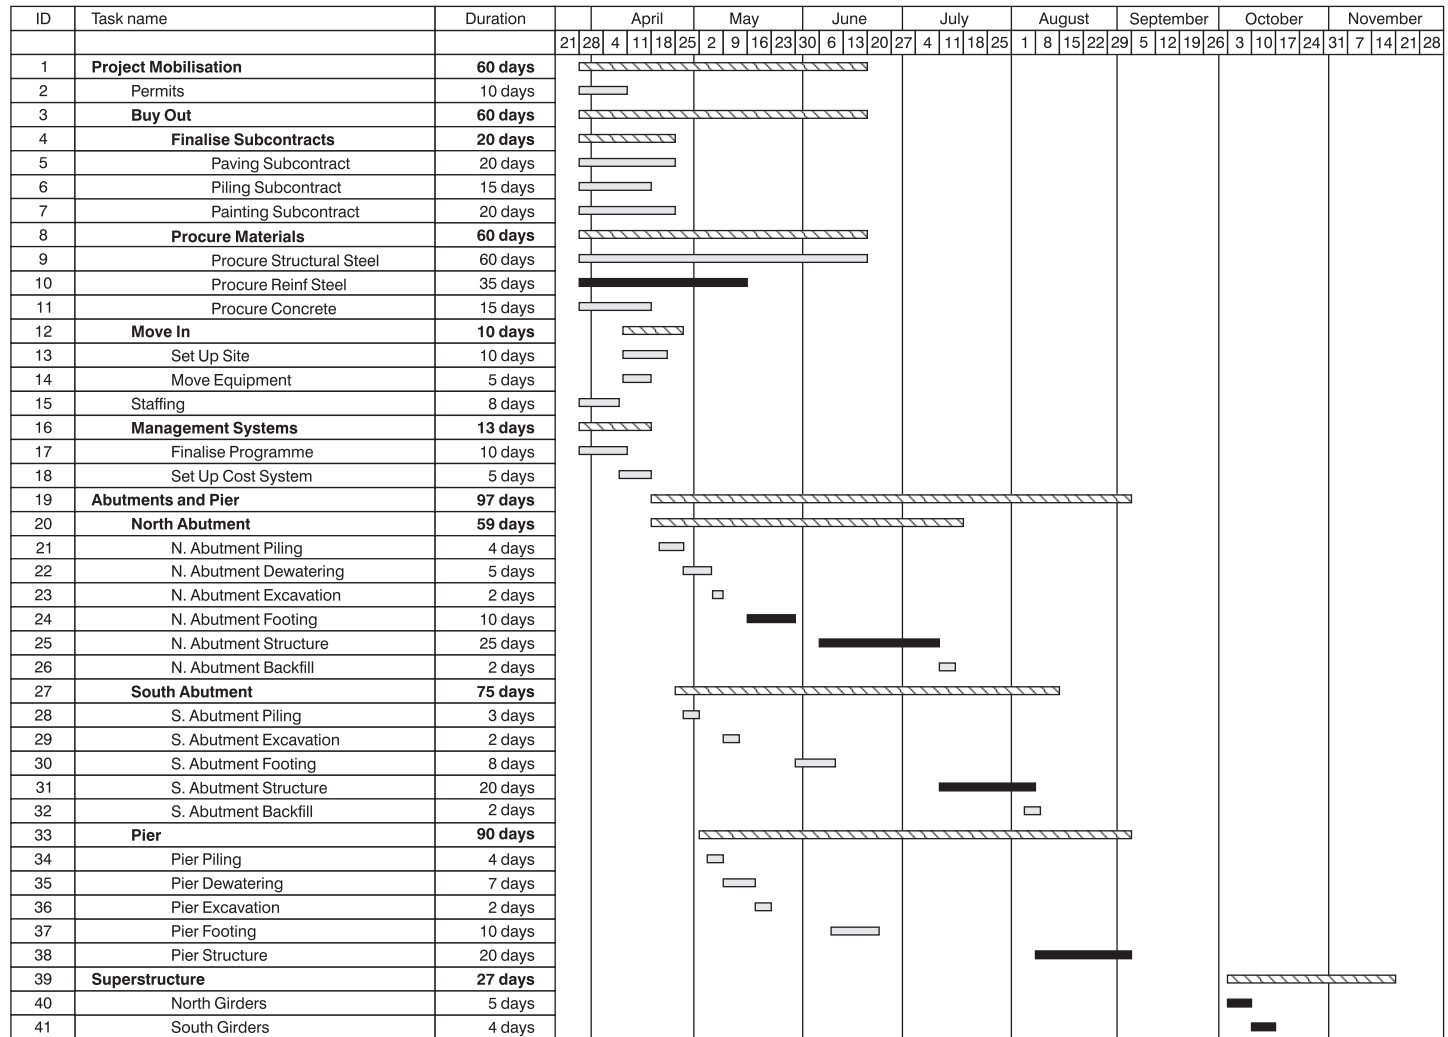 ID Task name Duration April May June July August September October November
21 28 4 11 18 25 2 9 16 23 30 6 13 20 27 4 11 18 25 1 8 15 22 29 5 12 19 26 3 10 17 24 31 7 14 21 28
1 Project Mobilisation 60 days
2 Permits 10 days
3 Buy Out 60 days
4 Finalise Subcontracts 20 days
5 Paving Subcontract 20 days
6 Piling Subcontract 15 days
7 Painting Subcontract 20 days
8 Procure Materials 60 days
9 Procure Structural Steel 60 days
10 Procure Reinf Steel 35 days
11 Procure Concrete 15 days
12 Move In 10 days
13 Set Up Site 10 days
14 Move Equipment 5 days
15 Staffing 8 days
16 Management Systems 13 days
17 Finalise Programme 10 days
18 Set Up Cost System 5 days
19 Abutments and Pier 97 days
20 North Abutment 59 days
21 N. Abutment Piling 4 days
22 N. Abutment Dewatering 5 days
23 N. Abutment Excavation 2 days
24 N. Abutment Footing 10 days
25 N. Abutment Structure 25 days
26 N. Abutment Backfill 2 days
27 South Abutment 75 days
28 S. Abutment Piling 3 days
29 S. Abutment Excavation 2 days
30 S. Abutment Footing 8 days
31 S. Abutment Structure 20 days
32 S. Abutment Backfill 2 days
33 Pier 90 days
34 Pier Piling 4 days
35 Pier Dewatering 7 days
36 Pier Excavation 2 days
37 Pier Footing 10 days
38 Pier Structure 20 days
39 Superstructure 27 days
40 North Girders 5 days
41 South Girders 4 days